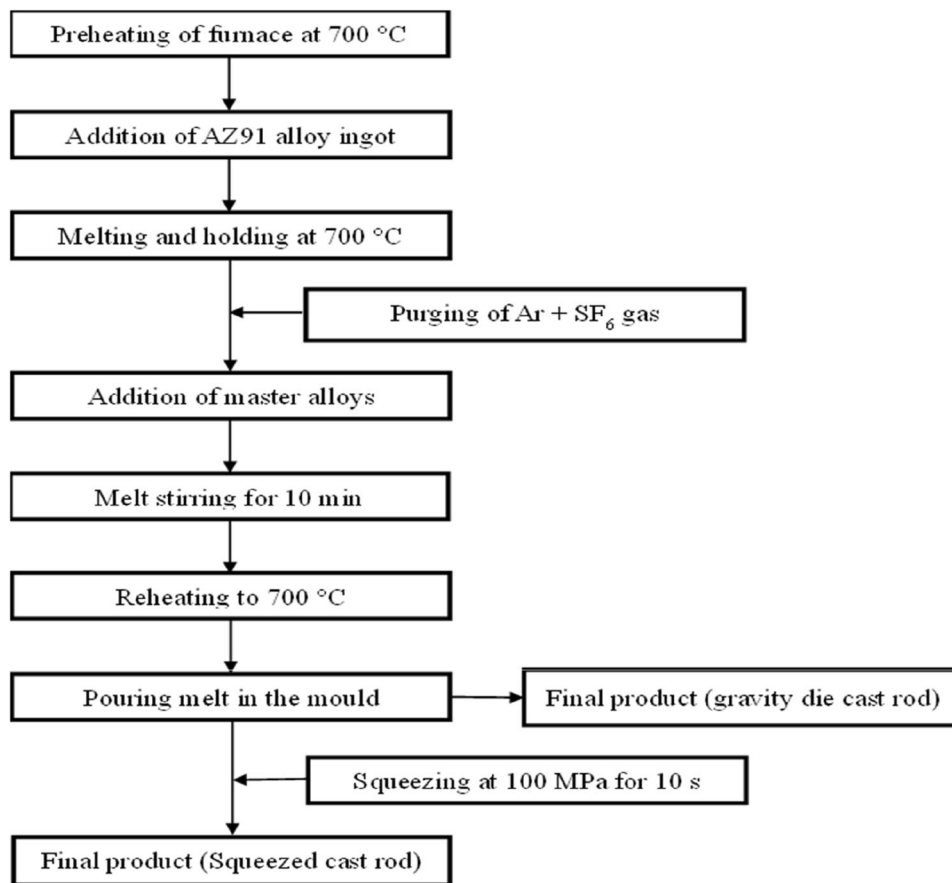 Preheating of furnace at 700 °C
Addition of AZ91 alloy ingot
Melting and holding at 700 °C
Purging of Ar + SF₆ gas
Addition of master alloys
Melt stirring for 10 min
Reheating to 700 °C
Pouring melt in the mould
Final product (gravity die cast rod)
Squeezing at 100 MPa for 10 s
Final product (Squeezed cast rod)